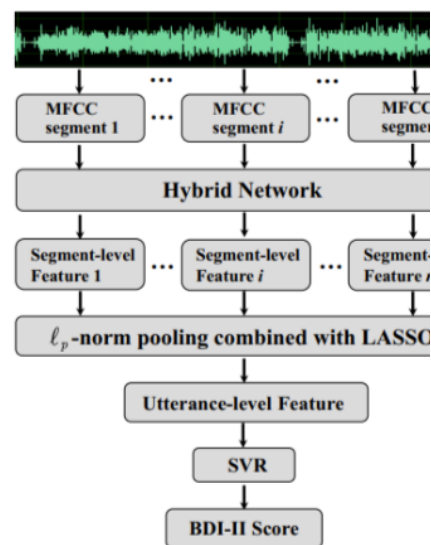 ... ...
MFCC ... MFCC ... MFCC
segment 1 segment i
Hybrid Network
Segment-level ... Segment-level ...
Feature 1 Feature i Feature
ℓp-norm pooling combined with LASSO
Utterance-level Feature
SVR
BDI-II Score